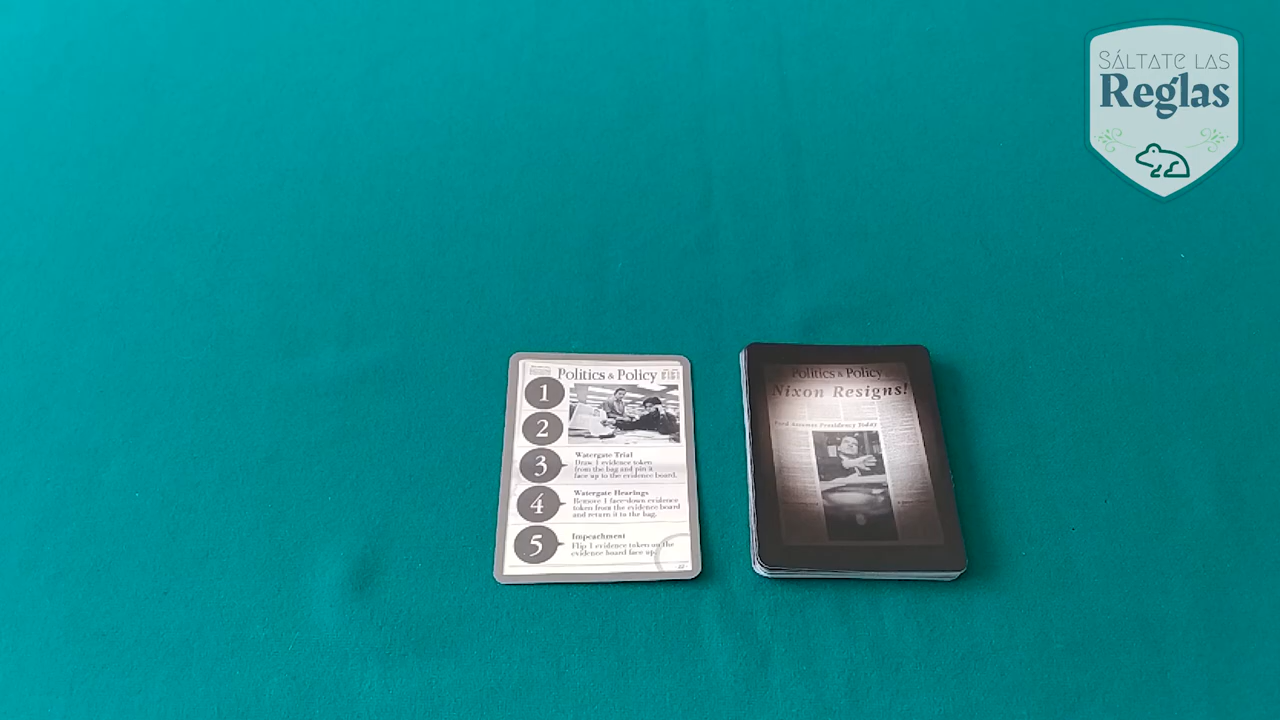 SÁLTATE LAS
Reglas
Politics & Policy
1
2
3
Watergate Trial
Draw 1 evidence token
from the bag and pin it
face up to the evidence board.
4
Watergate Hearings
Remove 1 face-down evidence
token from the evidence board
and return it to the bag.
5
Impeachment
Flip 1 evidence token on the
evidence board face up.
Politics & Policy
Nixon Resigns!
Ford Assumes Presidency Today